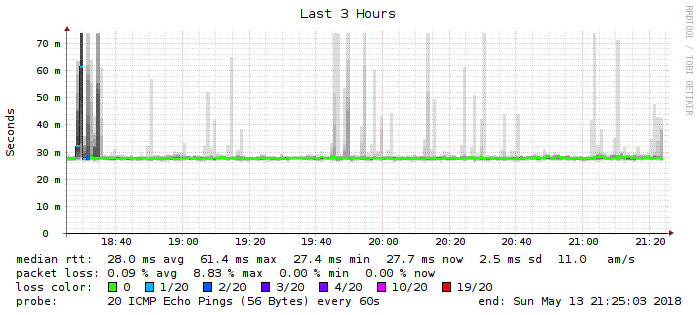 Last 3 Hours
RRDTOOL / TOBI OETIKER
Seconds
70 m
60 m
50 m
40 m
30 m
20 m
10 m
0
18:40 19:00 19:20 19:40 20:00 20:20 20:40 21:00 21:20
median rtt: 28.0 ms avg 61.4 ms max 27.4 ms min 27.7 ms now 2.5 ms sd 11.0 am/s
packet loss: 0.09 % avg 8.83 % max 0.00 % min 0.00 % now
loss color: 0 1/20 2/20 3/20 4/20 10/20 19/20
probe: 20 ICMP Echo Pings (56 Bytes) every 60s end: Sun May 13 21:25:03 2018